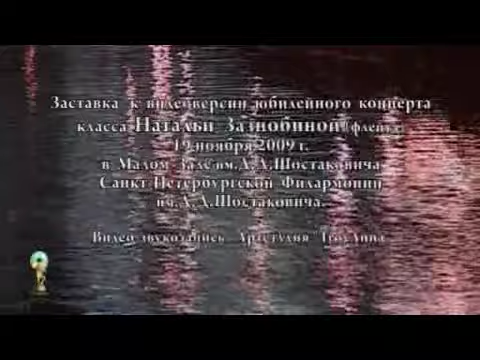 Заставка к видеоверсии юбилейного концерта
класса Натальи Зазнобиной (флейта)
19 ноября 2009 г.
в Малом Зале им. Д.Д.Шостаковича
Санкт Петербургской Филармонии
им.Д.Д.Шостаковича.
Видео-звукозапись Артстудия